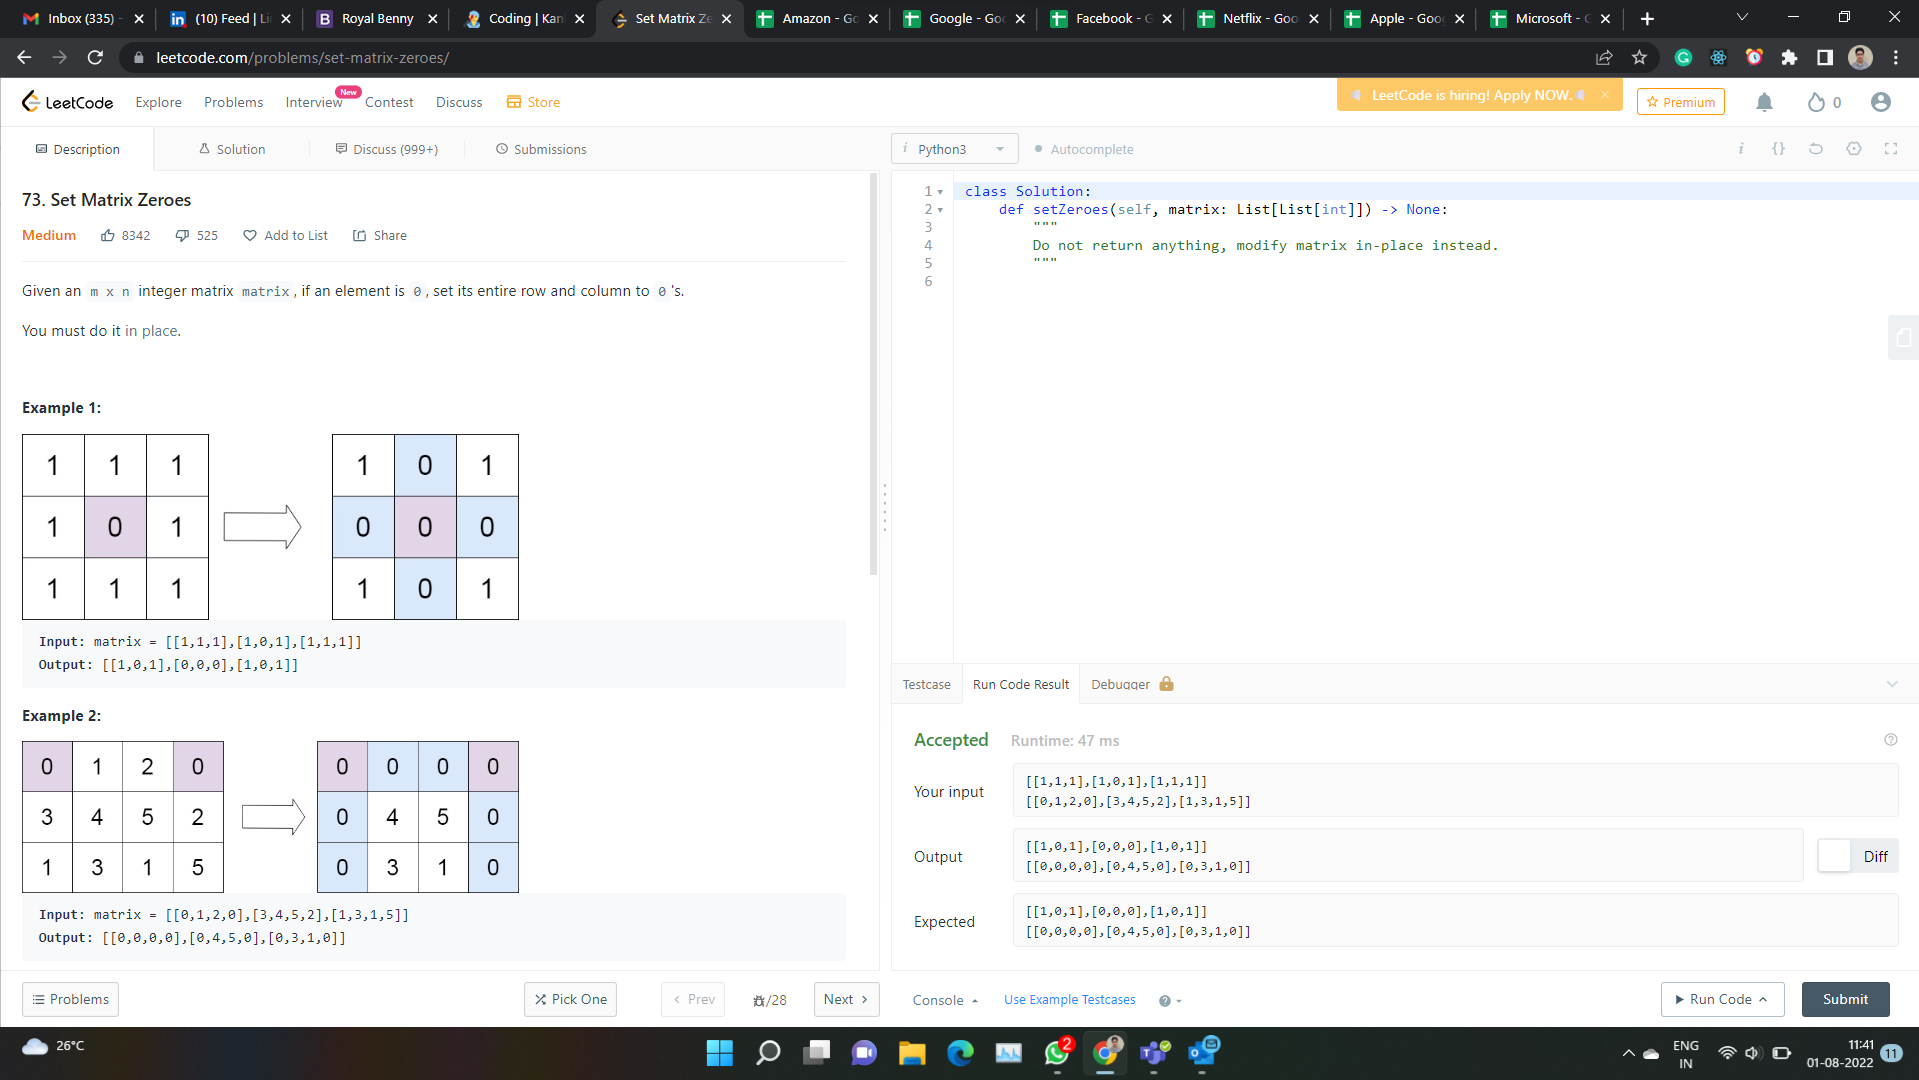 Inbox (335) -
(10) Feed | Li
Royal Benny
Coding | Kan
Set Matrix Ze
Amazon - Go
Google - Goo
Facebook - G
Netflix - Goo
Apple - Goog
Microsoft - G
leetcode.com/problems/set-matrix-zeroes/
LeetCode
Explore
Problems
Interview
New
Contest
Discuss
Store
LeetCode is hiring! Apply NOW.
Premium
0
Description
Solution
Discuss (999+)
Submissions
i Python3
Autocomplete
i {}
73. Set Matrix Zeroes
Medium 8342 525 Add to List Share
Given an m x n integer matrix matrix, if an element is 0, set its entire row and column to 0's.
You must do it in place.
Example 1:
1 1 1
1 0 1
1 1 1
1 0 1
0 0 0
1 0 1
Input: matrix = [[1,1,1],[1,0,1],[1,1,1]]
Output: [[1,0,1],[0,0,0],[1,0,1]]
Example 2:
0 1 2 0
3 4 5 2
1 3 1 5
0 0 0 0
0 4 5 0
0 3 1 0
Input: matrix = [[0,1,2,0],[3,4,5,2],[1,3,1,5]]
Output: [[0,0,0,0],[0,4,5,0],[0,3,1,0]]
Problems
Pick One
Prev
/28
Next
1 class Solution:
2 def setZeroes(self, matrix: List[List[int]]) -> None:
3 """
4 Do not return anything, modify matrix in-place instead.
5 """
6
Testcase
Run Code Result
Debugger
Accepted Runtime: 47 ms
Your input
[[1,1,1],[1,0,1],[1,1,1]]
[[0,1,2,0],[3,4,5,2],[1,3,1,5]]
Output
[[1,0,1],[0,0,0],[1,0,1]]
[[0,0,0,0],[0,4,5,0],[0,3,1,0]]
Diff
Expected
[[1,0,1],[0,0,0],[1,0,1]]
[[0,0,0,0],[0,4,5,0],[0,3,1,0]]
Console
Use Example Testcases
Run Code
Submit
26°C
2
ENG
IN
11:41
01-08-2022
11